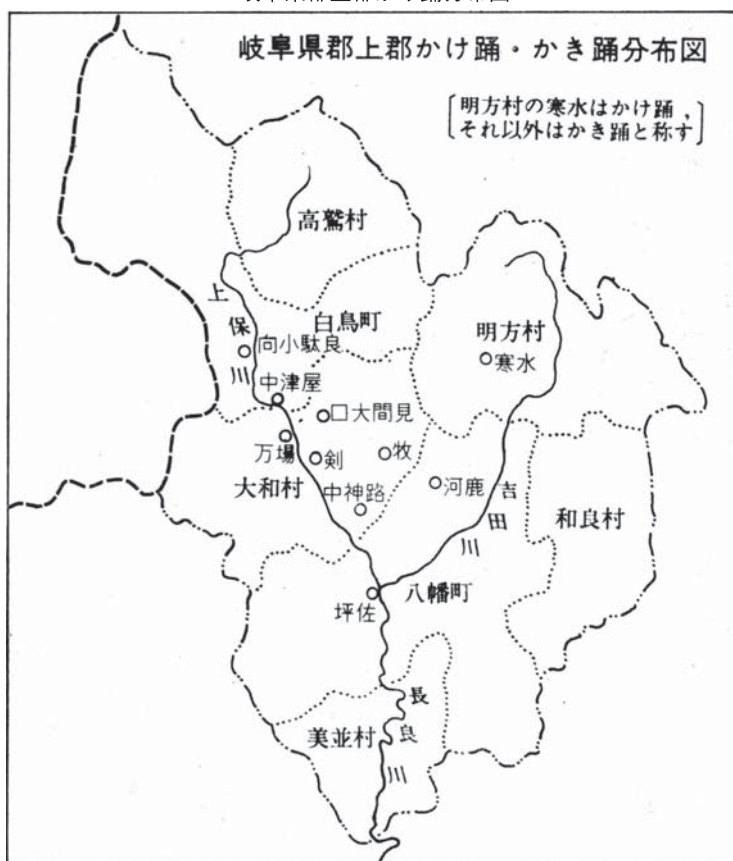 岐阜県郡上郡かけ踊・かき踊分布図
明方村の寒水はかけ踊，
それ以外はかき踊と称す
高鷲村
上保川
白鳥町
明方村
向小駄良
寒水
中津屋
□大間見
万場
剣
牧
大和村
中神路
河鹿
吉田川
和良村
坪佐
八幡町
美並村
長良川